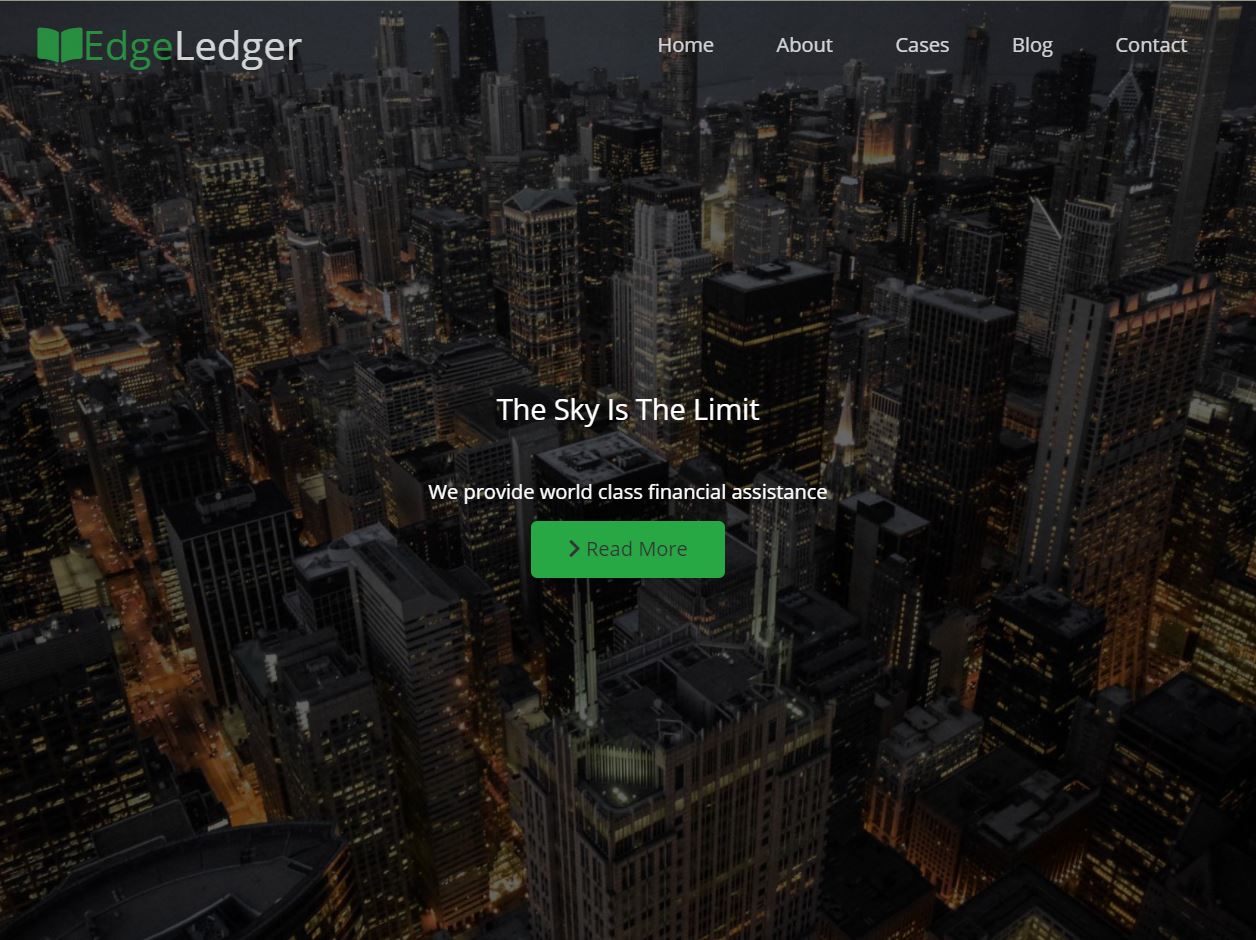 EdgeLedger
Home About Cases Blog Contact
The Sky Is The Limit
We provide world class financial assistance
Read More